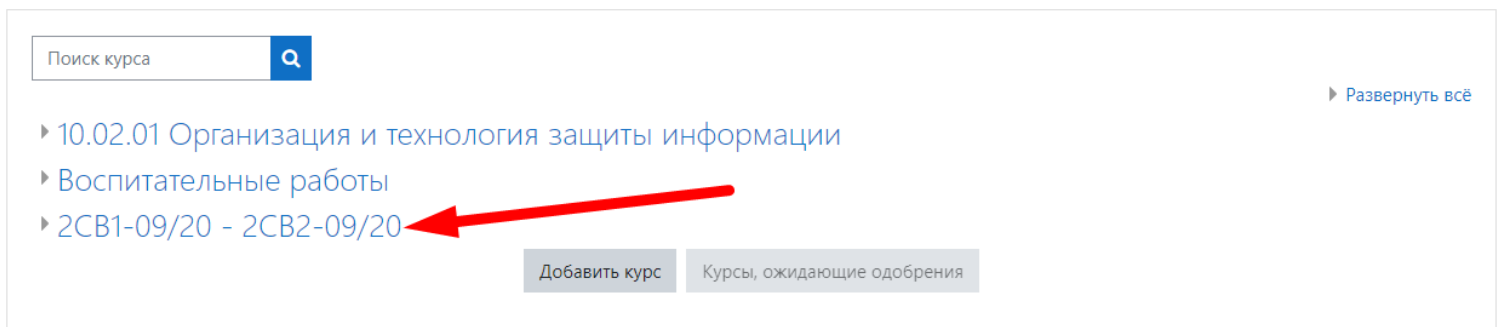 Поиск курса
Развернуть всё
10.02.01 Организация и технология защиты информации
Воспитательные работы
2СВ1-09/20 - 2СВ2-09/20
Добавить курс Курсы, ожидающие одобрения